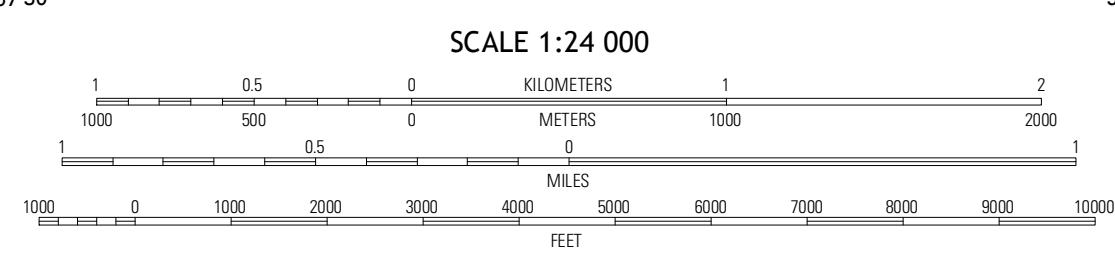 SCALE 1:24 000
1 0.5 0 KILOMETERS 1 2
1000 500 0 METERS 1000 2000
1 0.5 0 1
MILES
1000 0 1000 2000 3000 4000 5000 6000 7000 8000 9000 10000
FEET